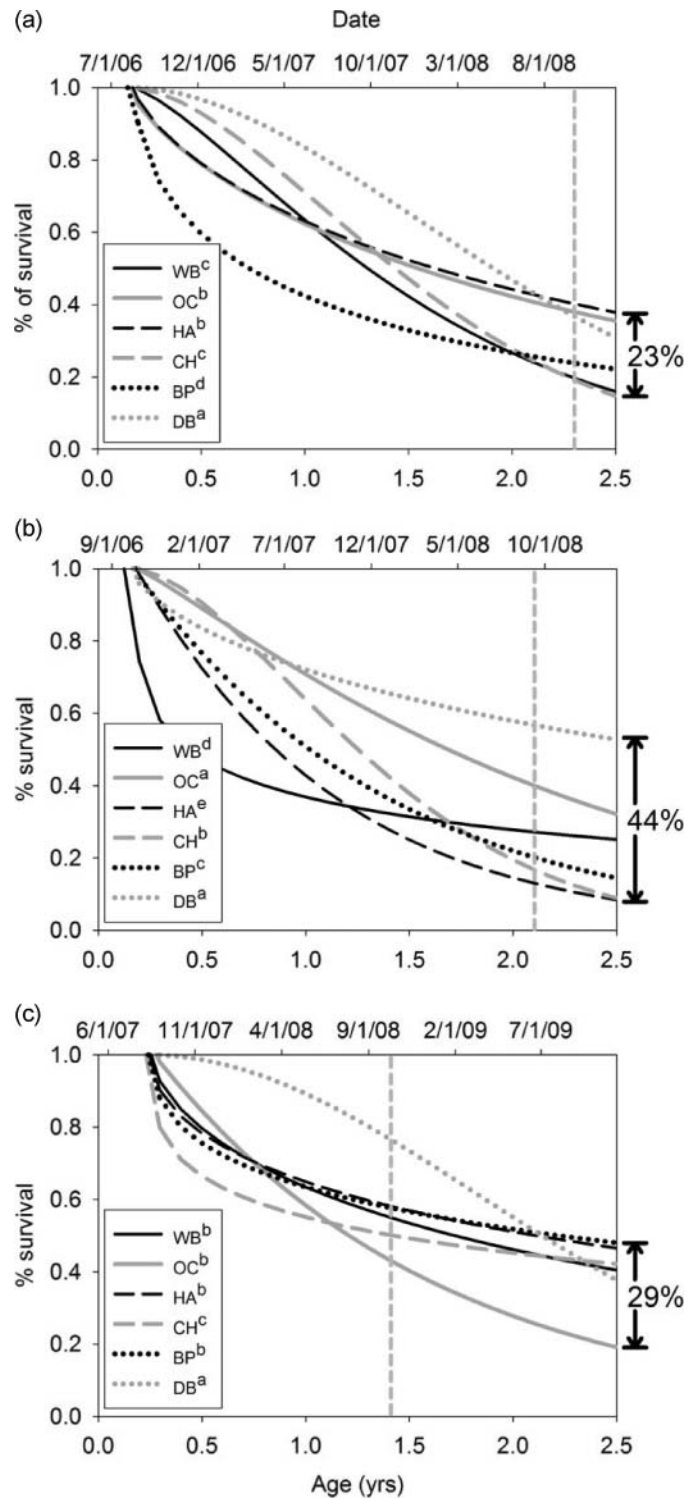 (a)
Date
7/1/06 12/1/06 5/1/07 10/1/07 3/1/08 8/1/08
1.0
0.8
0.6
0.4
0.2
0.0
% of survival
WBᶜ
OCᵇ
HAᵇ
CHᶜ
BPᵈ
DBᵃ
23%
0.0 0.5 1.0 1.5 2.0 2.5
(b)
9/1/06 2/1/07 7/1/07 12/1/07 5/1/08 10/1/08
1.0
0.8
0.6
0.4
0.2
0.0
% survival
WBᵈ
OCᵃ
HAᵉ
CHᵇ
BPᶜ
DBᵃ
44%
0.0 0.5 1.0 1.5 2.0 2.5
(c)
6/1/07 11/1/07 4/1/08 9/1/08 2/1/09 7/1/09
1.0
0.8
0.6
0.4
0.2
0.0
% survival
WBᵇ
OCᵇ
HAᵇ
CHᶜ
BPᵇ
DBᵃ
29%
0.0 0.5 1.0 1.5 2.0 2.5
Age (yrs)